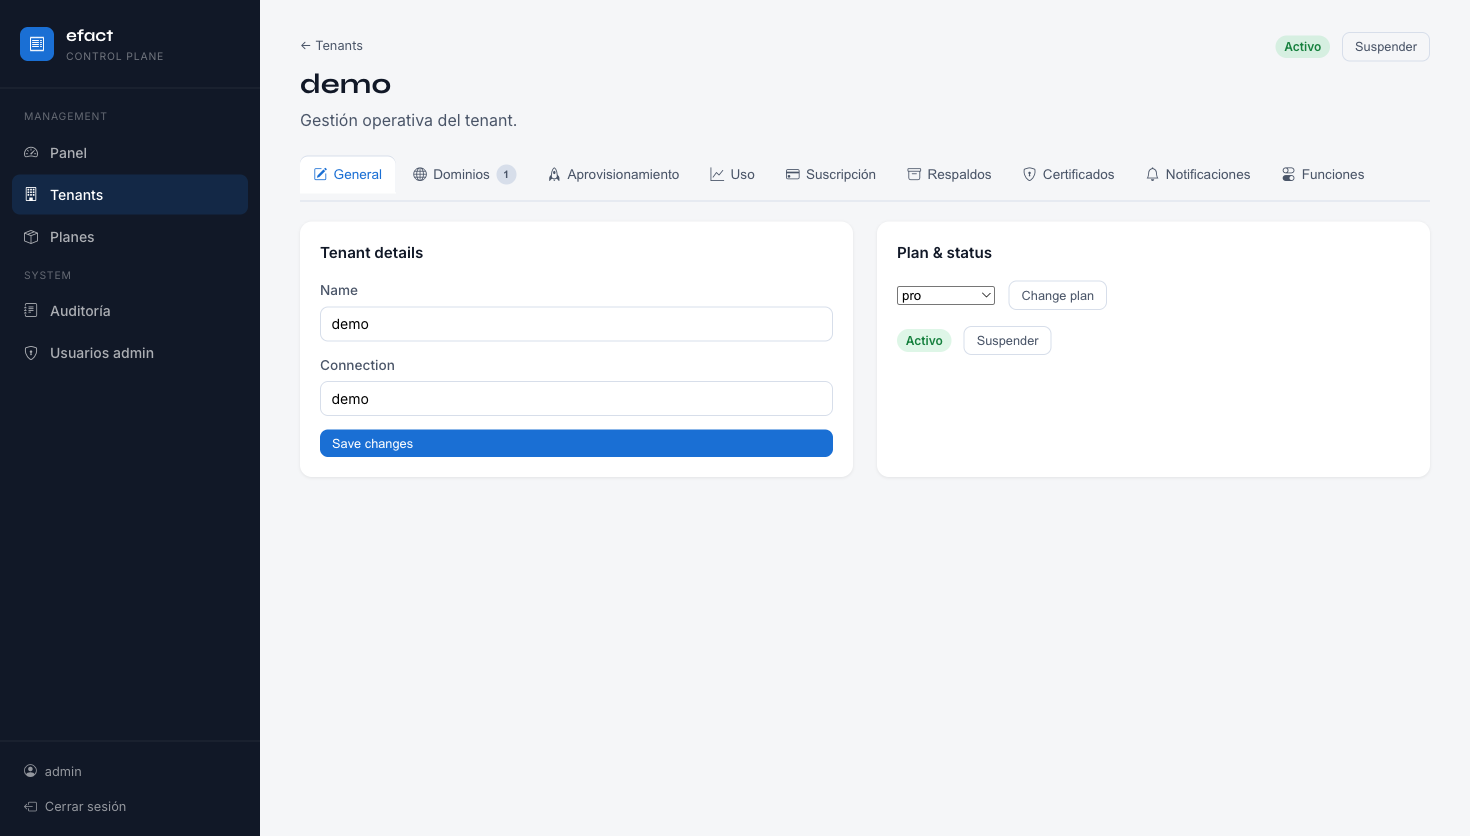 efact
CONTROL PLANE
MANAGEMENT
Panel
Tenants
Planes
SYSTEM
Auditoría
Usuarios admin
admin
Cerrar sesión
← Tenants
Activo
Suspender
demo
Gestión operativa del tenant.
General
Dominios 1
Aprovisionamiento
Uso
Suscripción
Respaldos
Certificados
Notificaciones
Funciones
Tenant details
Name
demo
Connection
demo
Save changes
Plan & status
pro
Change plan
Activo
Suspender